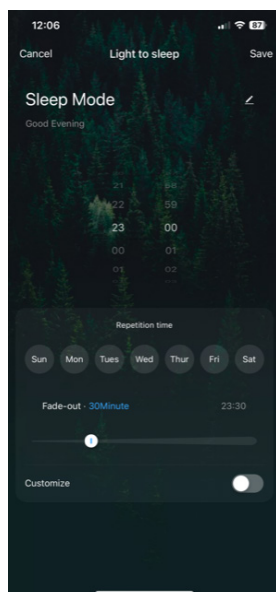 12:06
87
Cancel Light to sleep Save
Sleep Mode
Good Evening
21 58
22 59
23 00
00 01
01 02
Repetition time
Sun Mon Tues Wed Thur Fri Sat
Fade-out - 30Minute 23:30
Customize